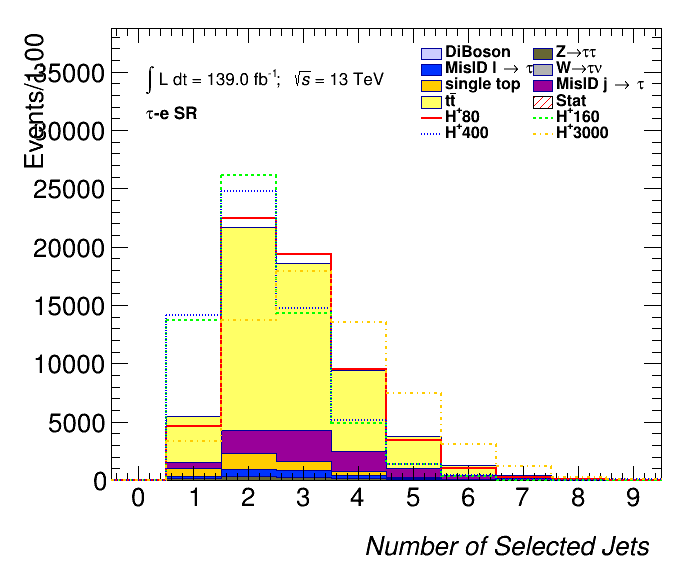 Events/1.00
∫ L dt = 139.0 fb⁻¹; √s = 13 TeV
τ-e SR
DiBoson
Z→ττ
MisID l → τ
W→τν
single top
MisID j → τ
tt̄
Stat
H⁺80
H⁺160
H⁺400
H⁺3000
35000
30000
25000
20000
15000
10000
5000
0
0 1 2 3 4 5 6 7 8 9
Number of Selected Jets